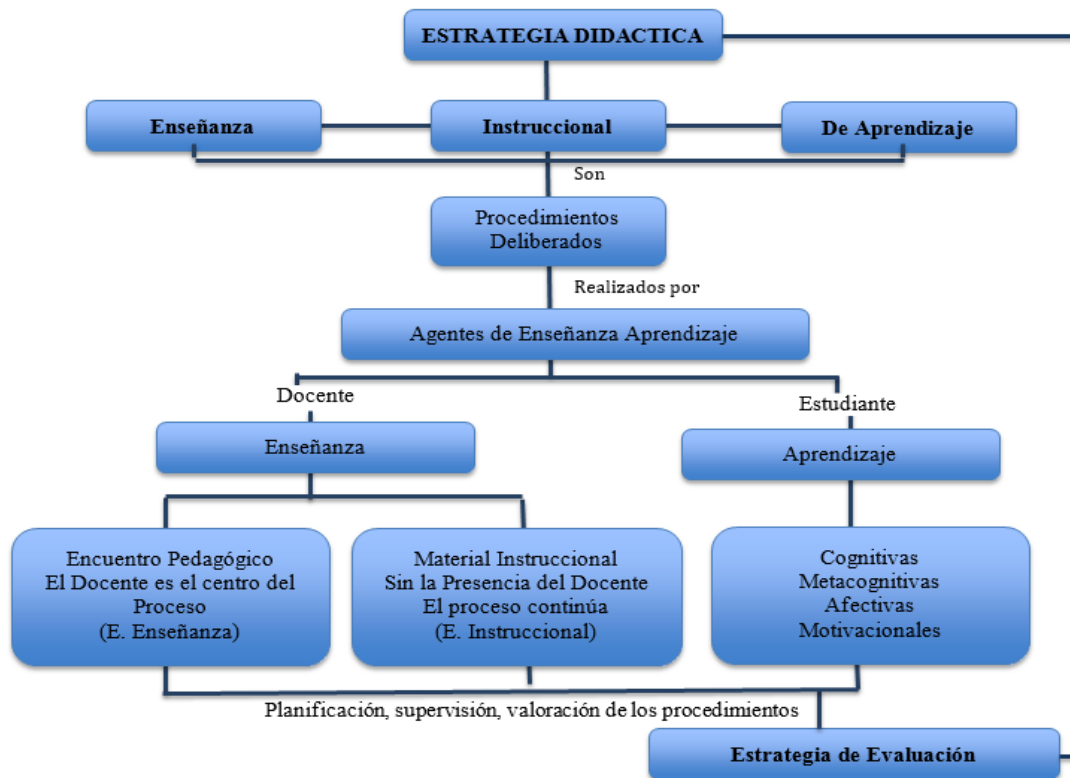 ESTRATEGIA DIDACTICA
Enseñanza
Instruccional
De Aprendizaje
Son
Procedimientos
Deliberados
Realizados por
Agentes de Enseñanza Aprendizaje
Docente
Estudiante
Enseñanza
Aprendizaje
Encuentro Pedagógico
El Docente es el centro del
Proceso
(E. Enseñanza)
Material Instruccional
Sin la Presencia del Docente
El proceso continúa
(E. Instruccional)
Cognitivas
Metacognitivas
Afectivas
Motivacionales
Planificación, supervisión, valoración de los procedimientos
Estrategia de Evaluación